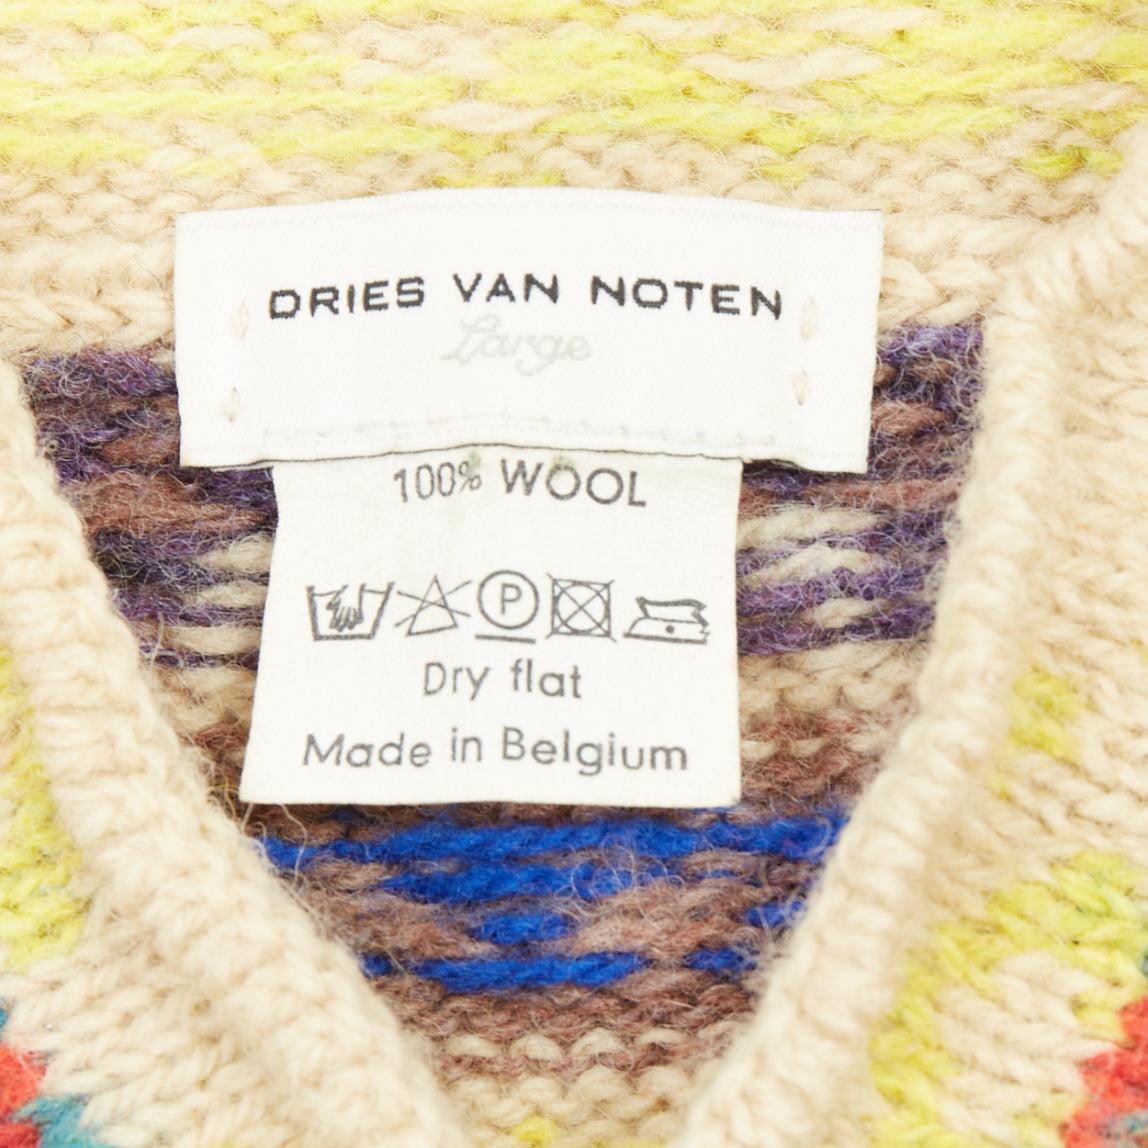 DRIES VAN NOTEN
Large
100% WOOL
P
Dry flat
Made in Belgium